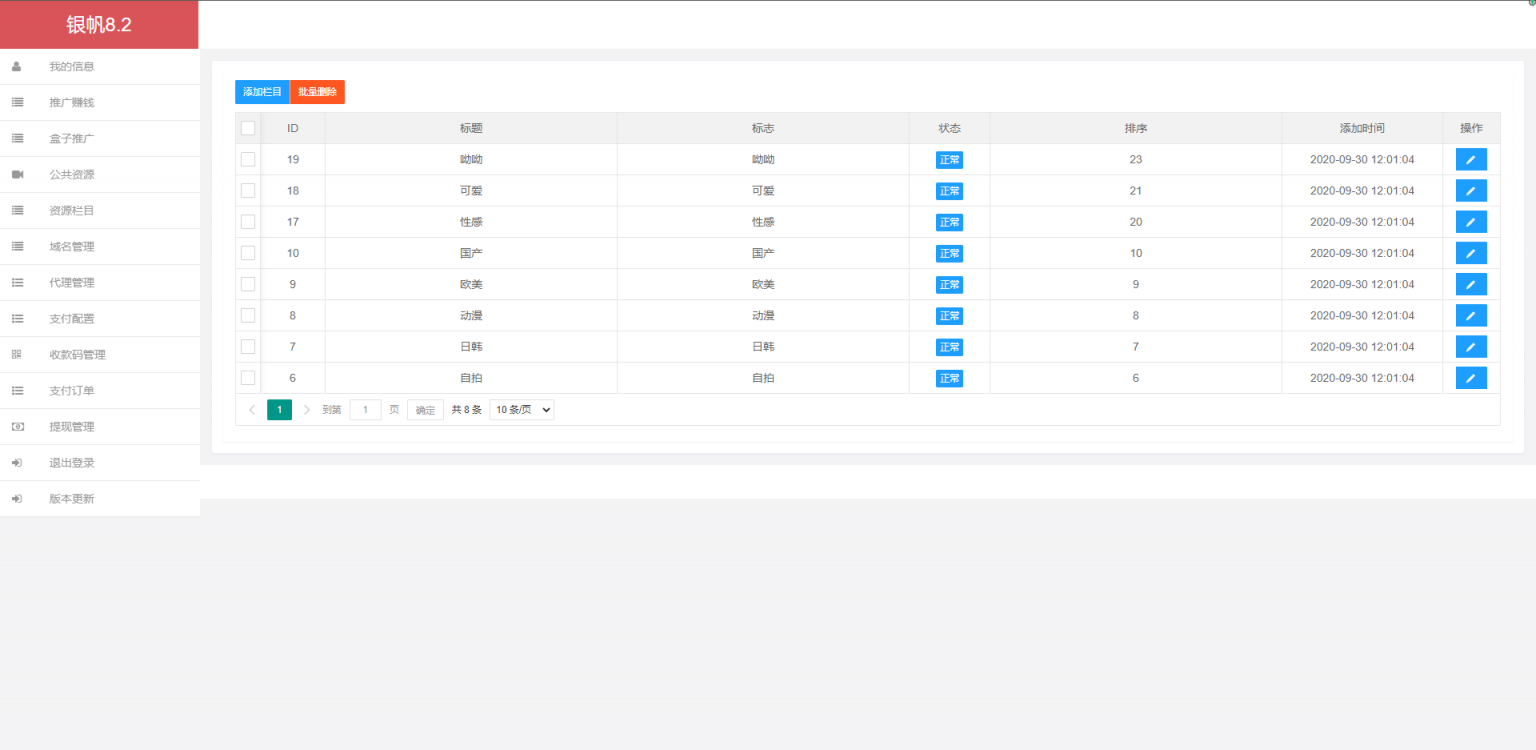 银帆8.2
我的信息
推广赚钱
盒子推广
公共资源
资源栏目
域名管理
代理管理
支付配置
收款码管理
支付订单
提现管理
退出登录
版本更新
添加栏目 批量删除
ID 标题 标志 状态 排序 添加时间 操作
19 呦呦 呦呦 正常 23 2020-09-30 12:01:04
18 可爱 可爱 正常 21 2020-09-30 12:01:04
17 性感 性感 正常 20 2020-09-30 12:01:04
10 国产 国产 正常 10 2020-09-30 12:01:04
9 欧美 欧美 正常 9 2020-09-30 12:01:04
8 动漫 动漫 正常 8 2020-09-30 12:01:04
7 日韩 日韩 正常 7 2020-09-30 12:01:04
6 自拍 自拍 正常 6 2020-09-30 12:01:04
1 到第 1 页 确定 共 8 条 10 条/页